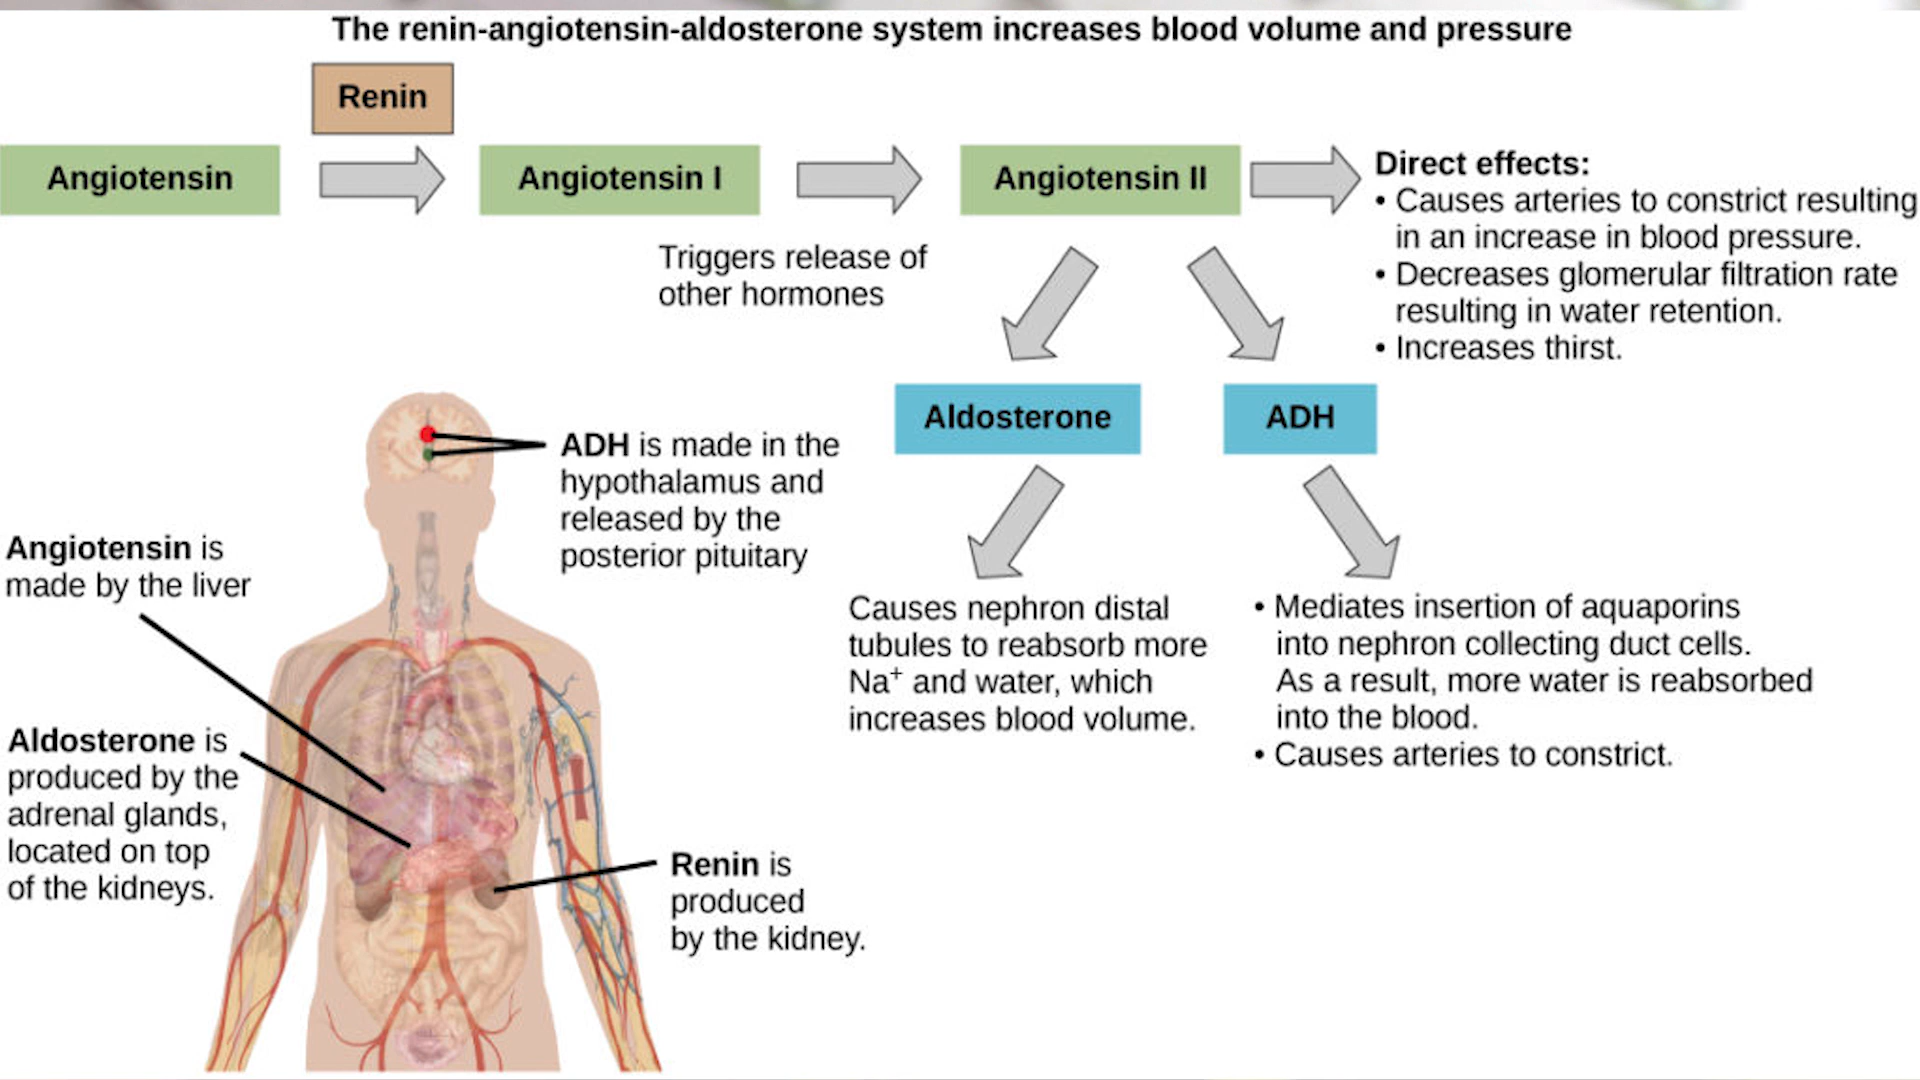 The renin-angiotensin-aldosterone system increases blood volume and pressure
Renin
Angiotensin
Angiotensin I
Angiotensin II
Direct effects:
• Causes arteries to constrict resulting
in an increase in blood pressure.
• Decreases glomerular filtration rate
resulting in water retention.
• Increases thirst.
Triggers release of
other hormones
Aldosterone
ADH
ADH is made in the
hypothalamus and
released by the
posterior pituitary
Angiotensin is
made by the liver
Causes nephron distal
tubules to reabsorb more
Na⁺ and water, which
increases blood volume.
• Mediates insertion of aquaporins
into nephron collecting duct cells.
As a result, more water is reabsorbed
into the blood.
• Causes arteries to constrict.
Aldosterone is
produced by the
adrenal glands,
located on top
of the kidneys.
Renin is
produced
by the kidney.